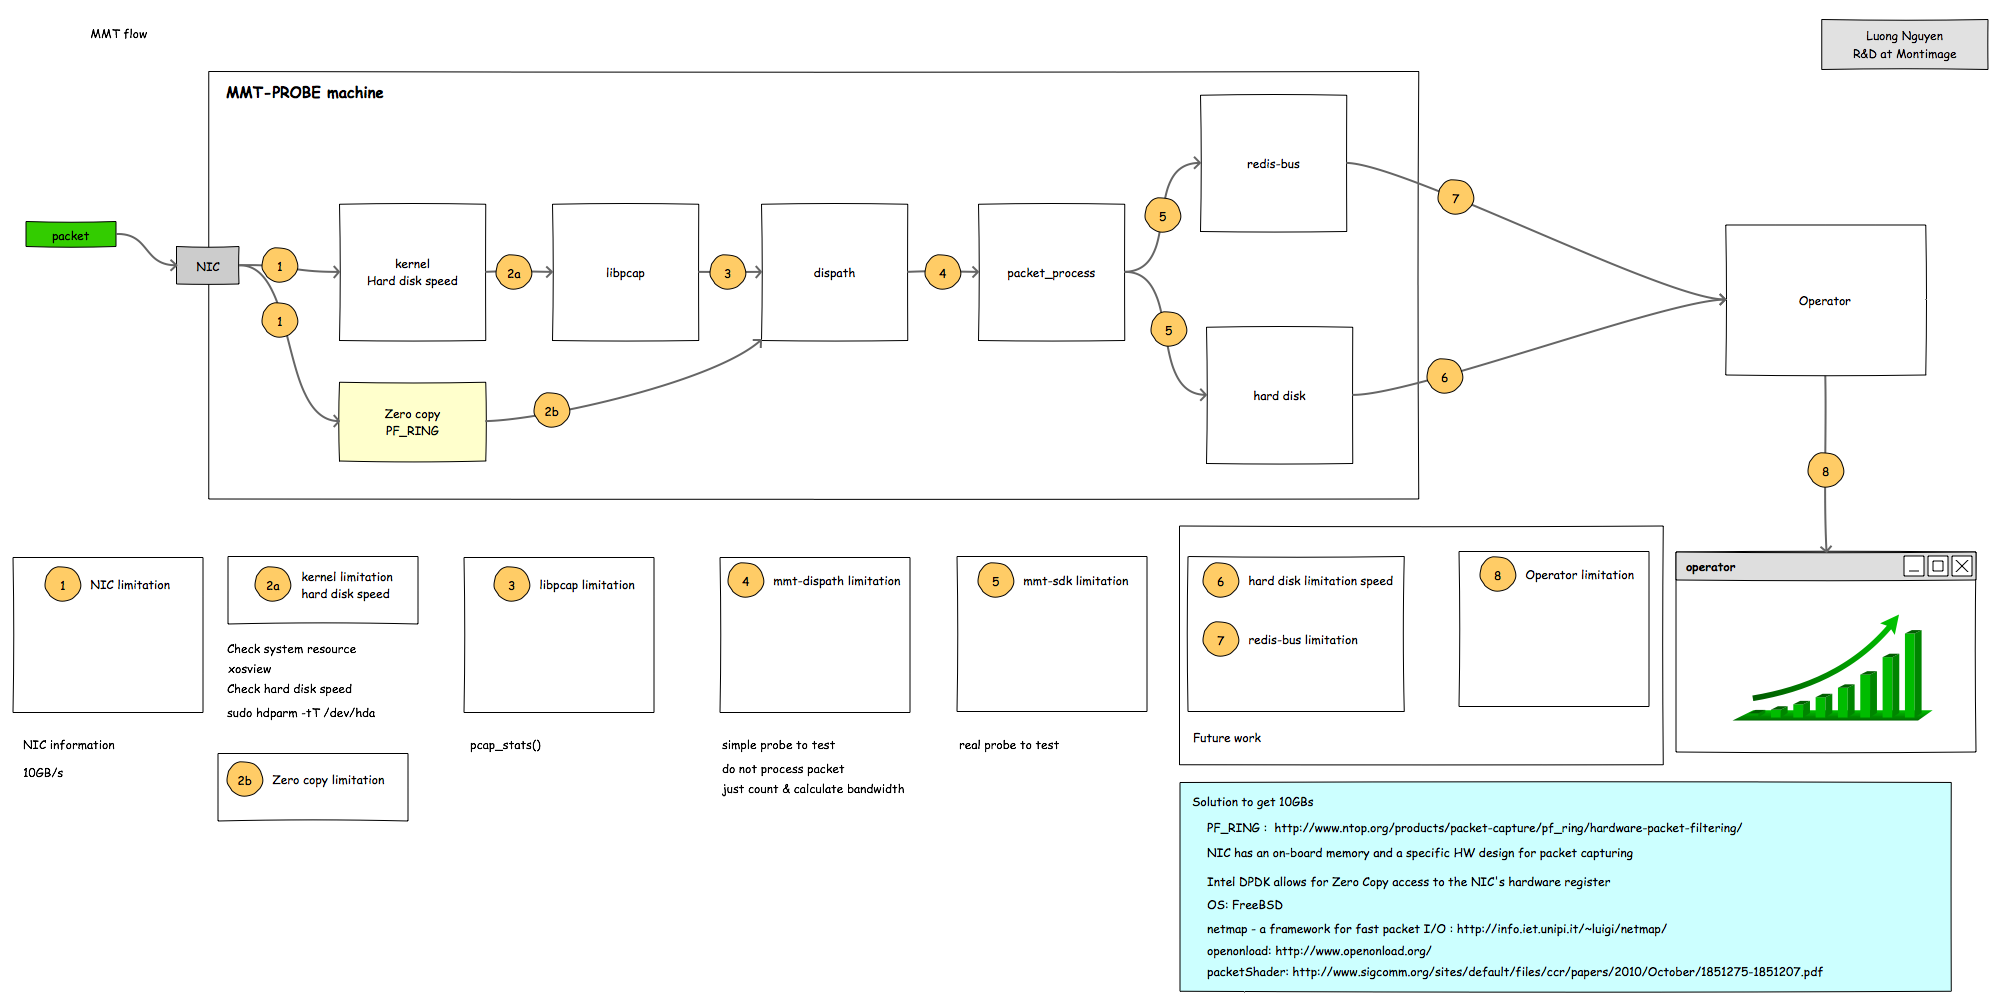 MMT flow
Luong Nguyen
R&D at Montimage
MMT-PROBE machine
packet
NIC
1
1
kernel
Hard disk speed
2a
libpcap
3
dispath
4
packet_process
5
5
redis-bus
hard disk
7
6
Operator
Zero copy
PF_RING
2b
8
1 NIC limitation
NIC information
10GB/s
2a kernel limitation
hard disk speed
Check system resource
xosview
Check hard disk speed
sudo hdparm -tT /dev/hda
2b Zero copy limitation
3 libpcap limitation
pcap_stats()
4 mmt-dispath limitation
simple probe to test
do not process packet
just count & calculate bandwidth
5 mmt-sdk limitation
real probe to test
6 hard disk limitation speed
7 redis-bus limitation
8 Operator limitation
Future work
operator
Solution to get 10GBs
PF_RING : http://www.ntop.org/products/packet-capture/pf_ring/hardware-packet-filtering/
NIC has an on-board memory and a specific HW design for packet capturing
Intel DPDK allows for Zero Copy access to the NIC's hardware register
OS: FreeBSD
netmap - a framework for fast packet I/O : http://info.iet.unipi.it/~luigi/netmap/
openonload: http://www.openonload.org/
packetShader: http://www.sigcomm.org/sites/default/files/ccr/papers/2010/October/1851275-1851207.pdf